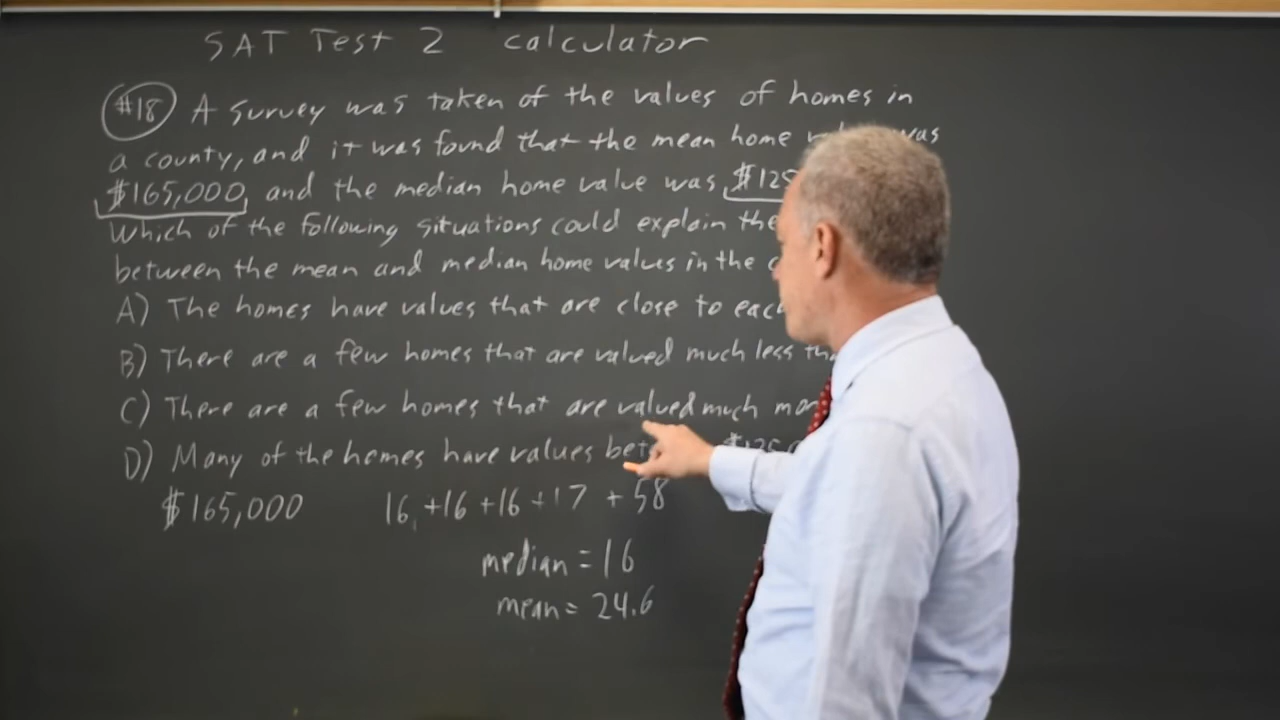 SAT Test 2 calculator
#18 A survey was taken of the values of homes in
a county, and it was found that the mean home was
$165,000, and the median home value was $125
Which of the following situations could explain the
between the mean and median home values in the
A) The homes have values that are close to each
B) There are a few homes that are valued much less
C) There are a few homes that are valued much
D) Many of the homes have values
$165,000 16 +16 +16 +17 +58
median = 16
mean = 24.6